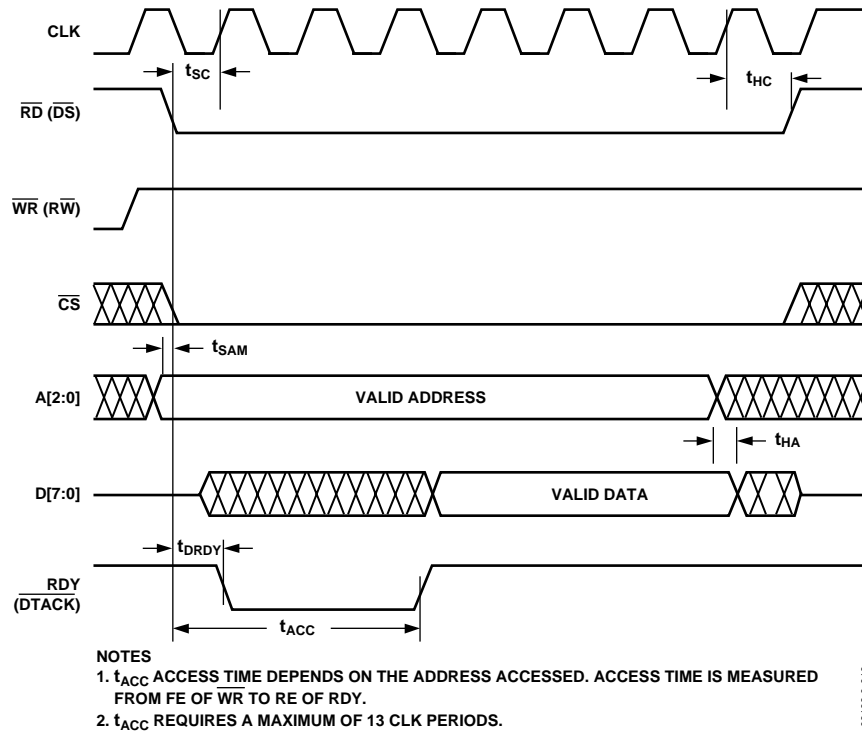 CLK
tSC
tHC
RD (DS)
WR (RW)
CS
tSAM
A[2:0]
VALID ADDRESS
tHA
D[7:0]
VALID DATA
tDRDY
RDY
(DTACK)
tACC
NOTES
1. tACC ACCESS TIME DEPENDS ON THE ADDRESS ACCESSED. ACCESS TIME IS MEASURED
FROM FE OF WR TO RE OF RDY.
2. tACC REQUIRES A MAXIMUM OF 13 CLK PERIODS.